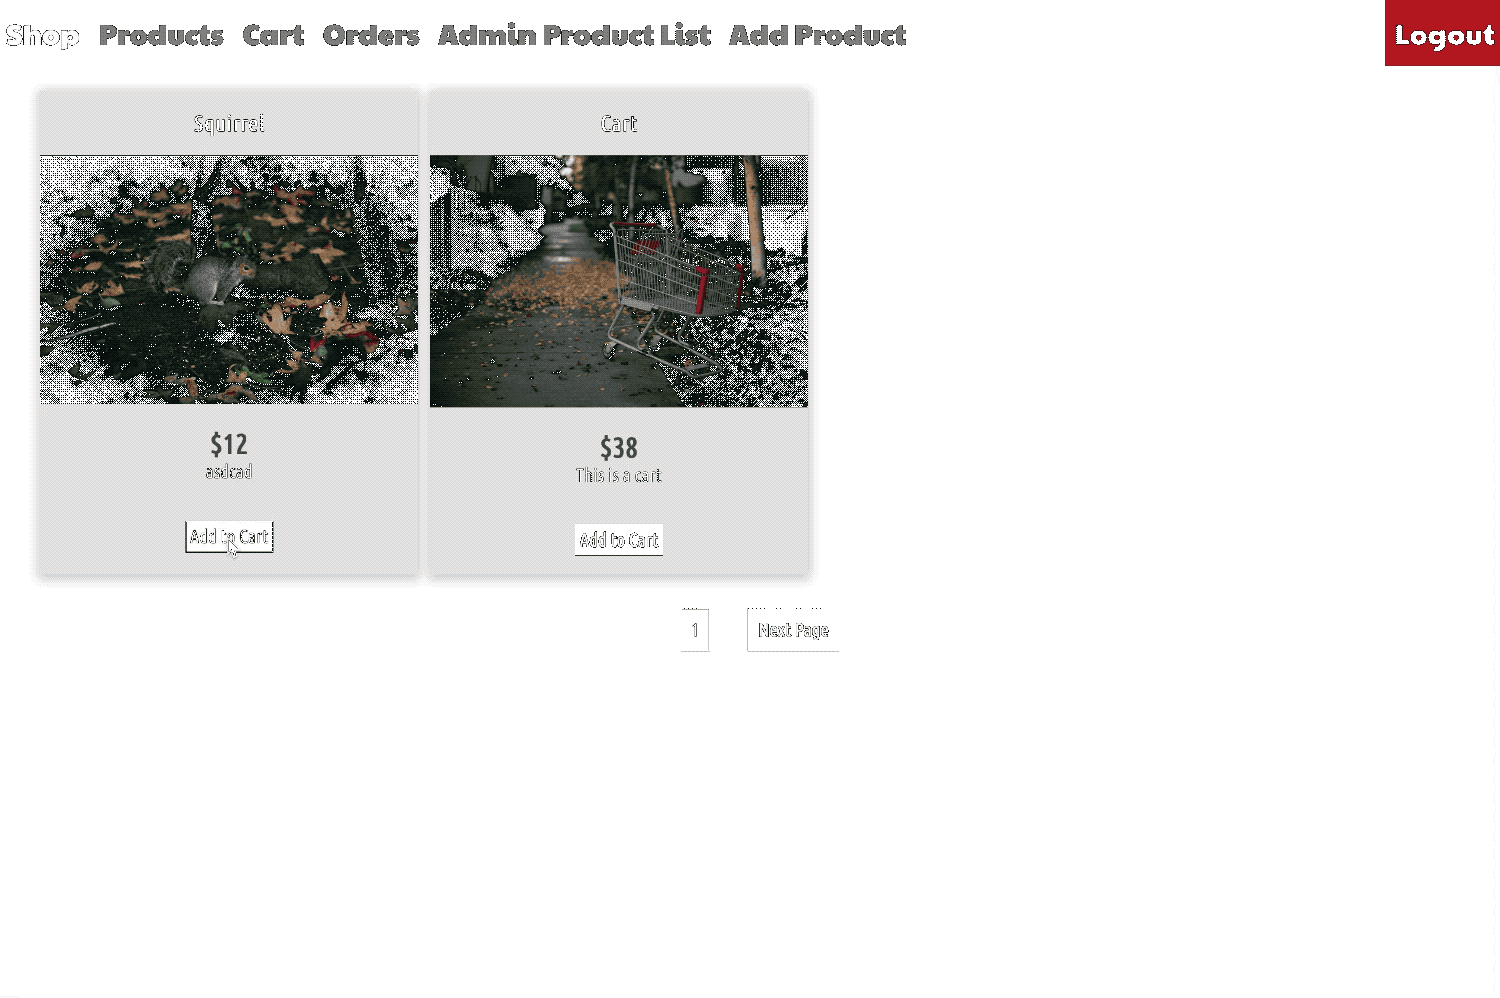 Shop Products Cart Orders Admin Product List Add Product Logout
Squirrel
$12
asdcad
Add to Cart
Cart
$38
This is a cart
Add to Cart
1 Next Page